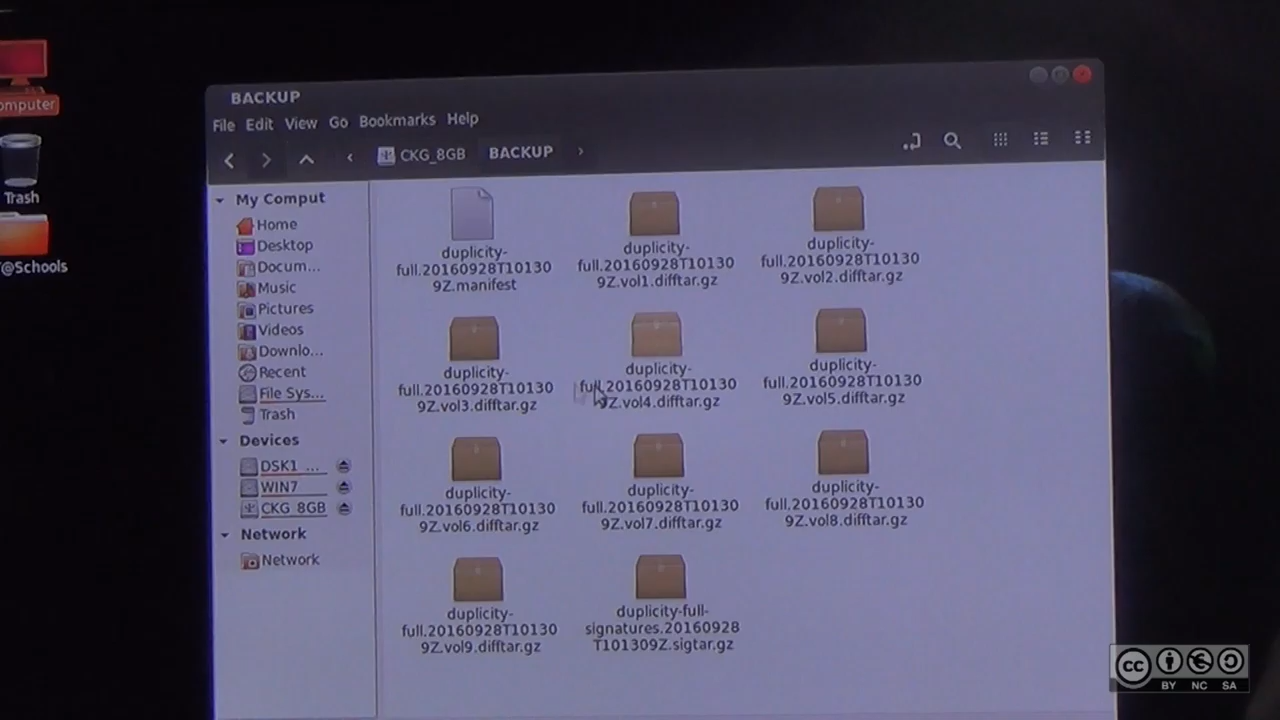 omputer
Trash
@Schools
BACKUP
File Edit View Go Bookmarks Help
CKG_8GB BACKUP
My Comput
Home
Desktop
Docum...
Music
Pictures
Videos
Downlo...
Recent
File Sys...
Trash
Devices
DSK1 ...
WIN7
CKG_8GB
Network
Network
duplicity-
full.20160928T10130
9Z.manifest
duplicity-
full.20160928T10130
9Z.vol1.difftar.gz
duplicity-
full.20160928T10130
9Z.vol2.difftar.gz
duplicity-
full.20160928T10130
9Z.vol3.difftar.gz
duplicity-
full.20160928T10130
9Z.vol4.difftar.gz
duplicity-
full.20160928T10130
9Z.vol5.difftar.gz
duplicity-
full.20160928T10130
9Z.vol6.difftar.gz
duplicity-
full.20160928T10130
9Z.vol7.difftar.gz
duplicity-
full.20160928T10130
9Z.vol8.difftar.gz
duplicity-
full.20160928T10130
9Z.vol9.difftar.gz
duplicity-full-
signatures.20160928
T101309Z.sigtar.gz
cc
BY NC SA